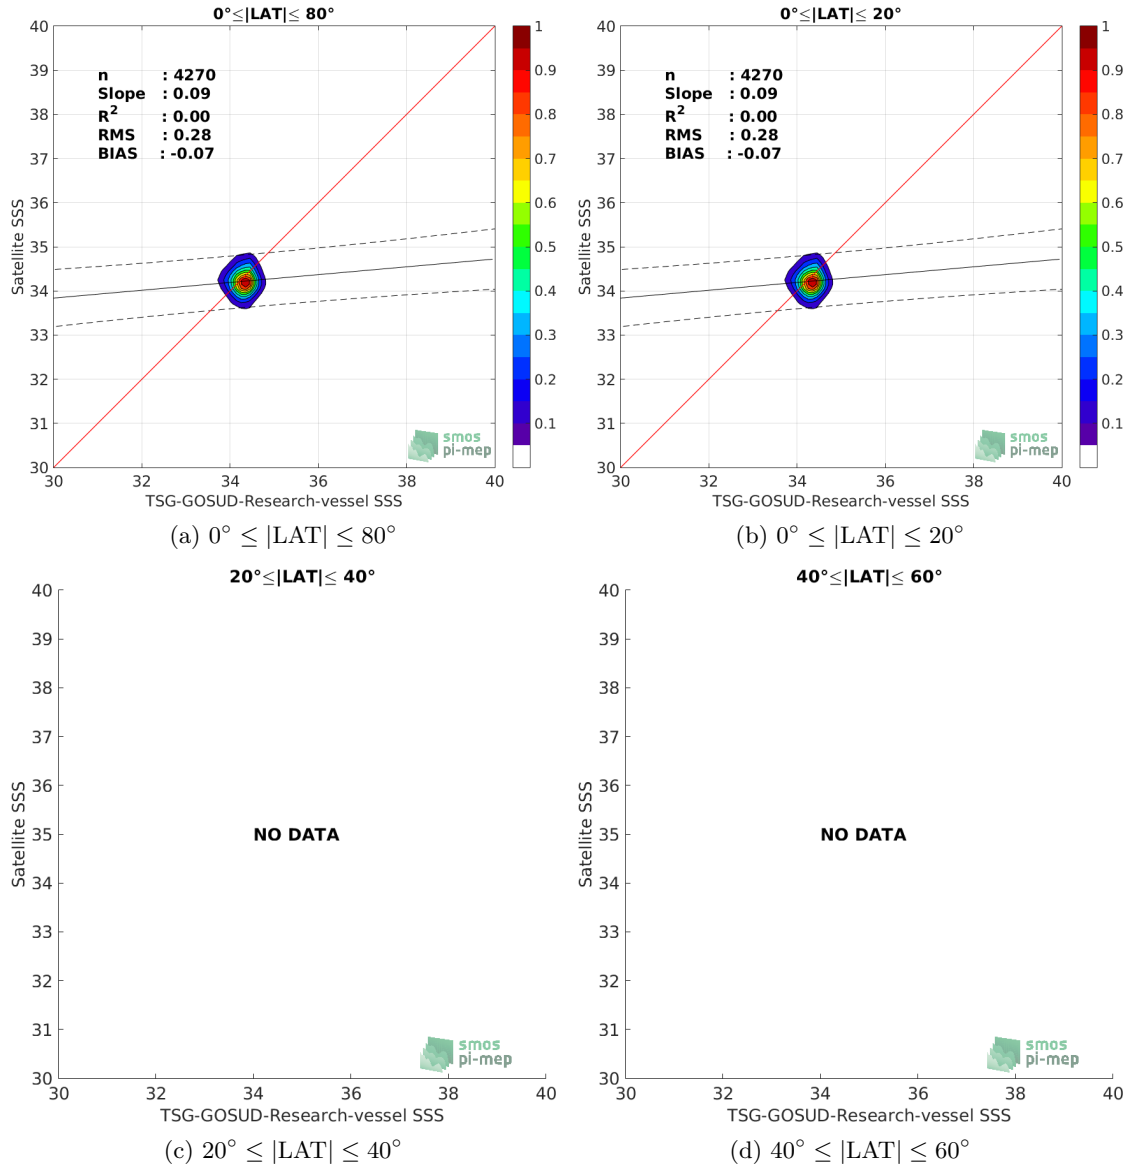 0°≤|LAT|≤ 80°
40
39
38
37
36
35
34
33
32
31
30
n : 4270
Slope : 0.09
R² : 0.00
RMS : 0.28
BIAS : -0.07
Satellite SSS
30 32 34 36 38 40
TSG-GOSUD-Research-vessel SSS
smos
pi-mep
1
0.9
0.8
0.7
0.6
0.5
0.4
0.3
0.2
0.1
(a) 0° ≤ |LAT| ≤ 80°
0°≤|LAT|≤ 20°
40
39
38
37
36
35
34
33
32
31
30
n : 4270
Slope : 0.09
R² : 0.00
RMS : 0.28
BIAS : -0.07
Satellite SSS
30 32 34 36 38 40
TSG-GOSUD-Research-vessel SSS
smos
pi-mep
1
0.9
0.8
0.7
0.6
0.5
0.4
0.3
0.2
0.1
(b) 0° ≤ |LAT| ≤ 20°
20°≤|LAT|≤ 40°
40
39
38
37
36
35
34
33
32
31
30
NO DATA
Satellite SSS
30 32 34 36 38 40
TSG-GOSUD-Research-vessel SSS
smos
pi-mep
(c) 20° ≤ |LAT| ≤ 40°
40°≤|LAT|≤ 60°
40
39
38
37
36
35
34
33
32
31
30
NO DATA
Satellite SSS
30 32 34 36 38 40
TSG-GOSUD-Research-vessel SSS
smos
pi-mep
(d) 40° ≤ |LAT| ≤ 60°